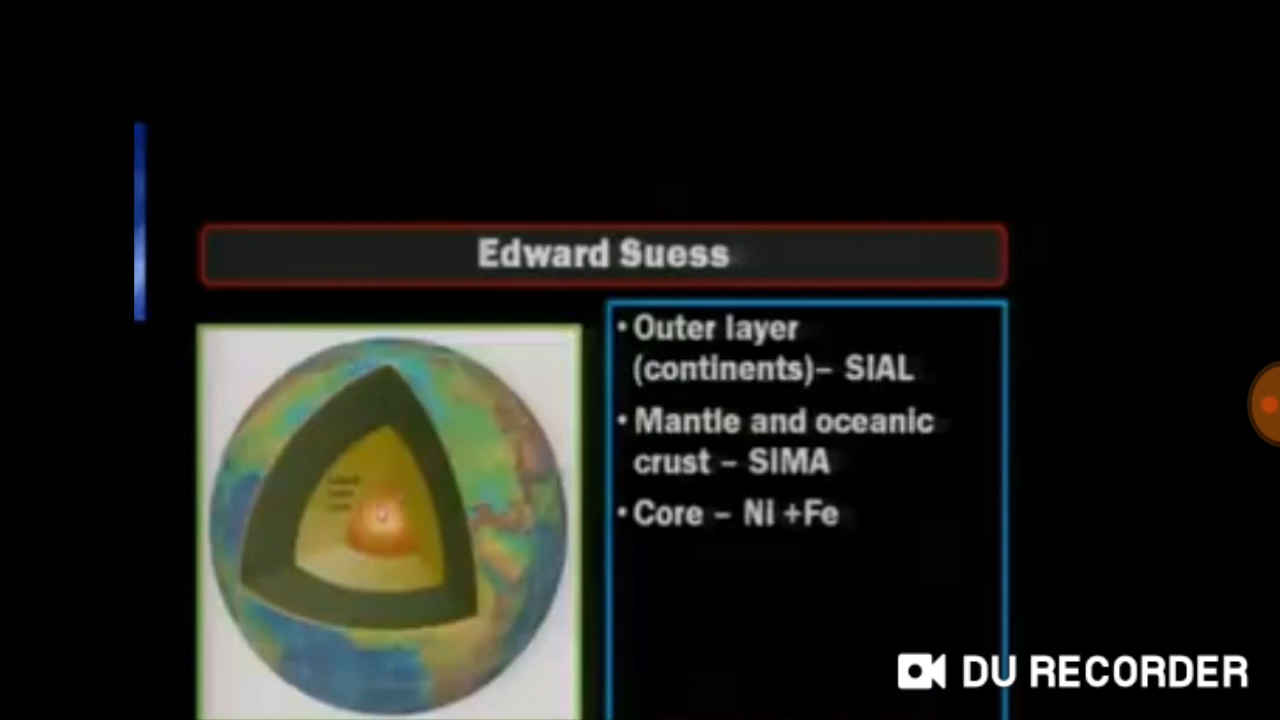 Edward Suess
• Outer layer
(continents)– SIAL
• Mantle and oceanic
crust – SIMA
• Core – Ni +Fe
DU RECORDER